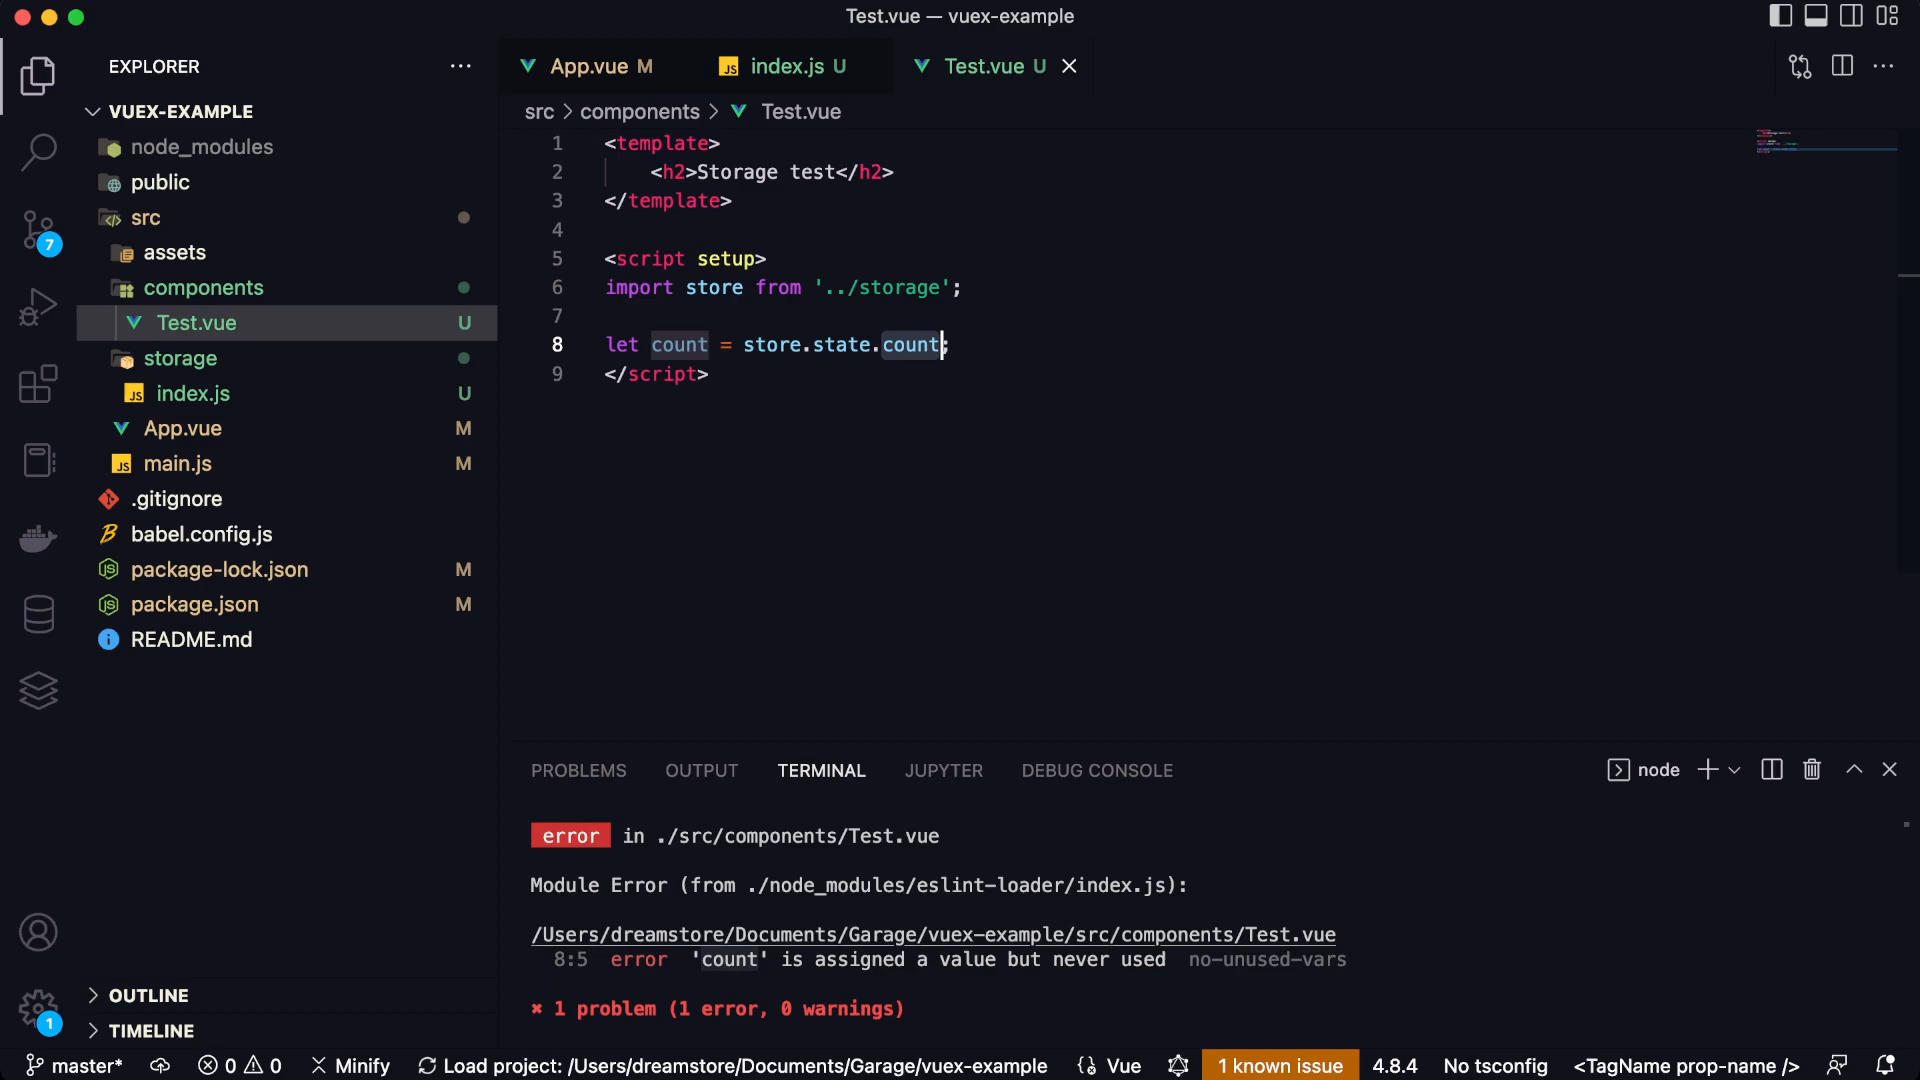 Test.vue — vuex-example
EXPLORER
VUEX-EXAMPLE
node_modules
public
src
assets
components
Test.vue U
storage
index.js U
App.vue M
main.js M
.gitignore
babel.config.js
package-lock.json M
package.json M
README.md
OUTLINE
TIMELINE
7
1
App.vue M index.js U Test.vue U
src > components > Test.vue
1 <template>
2 <h2>Storage test</h2>
3 </template>
4
5 <script setup>
6 import store from '../storage';
7
8 let count = store.state.count;
9 </script>
PROBLEMS OUTPUT TERMINAL JUPYTER DEBUG CONSOLE
node
error in ./src/components/Test.vue
Module Error (from ./node_modules/eslint-loader/index.js):
/Users/dreamstore/Documents/Garage/vuex-example/src/components/Test.vue
8:5 error 'count' is assigned a value but never used no-unused-vars
✖ 1 problem (1 error, 0 warnings)
master* 0 0 Minify Load project: /Users/dreamstore/Documents/Garage/vuex-example Vue 1 known issue 4.8.4 No tsconfig <TagName prop-name />